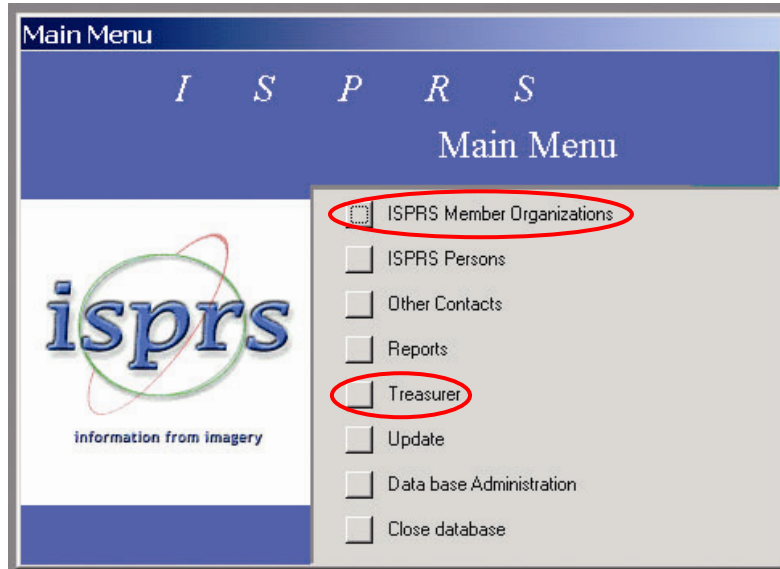 Main Menu
I S P R S
Main Menu
ISPRS Member Organizations
ISPRS Persons
Other Contacts
Reports
Treasurer
Update
Data base Administration
Close database
isprs
information from imagery